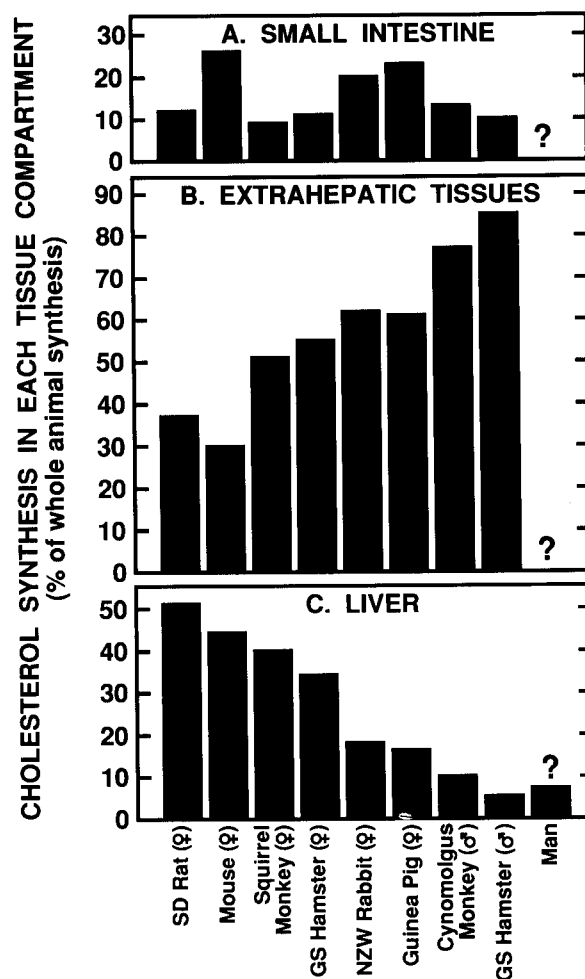 CHOLESTEROL SYNTHESIS IN EACH TISSUE COMPARTMENT
(% of whole animal synthesis)
A. SMALL INTESTINE
30
20
10
0
?
B. EXTRAHEPATIC TISSUES
90
80
70
60
50
40
30
20
10
0
?
C. LIVER
50
40
30
20
10
0
?
SD Rat (♀)
Mouse (♀)
Squirrel
Monkey (♀)
GS Hamster (♀)
NZW Rabbit (♀)
Guinea Pig (♀)
Cynomolgus
Monkey (♂)
GS Hamster (♂)
Man